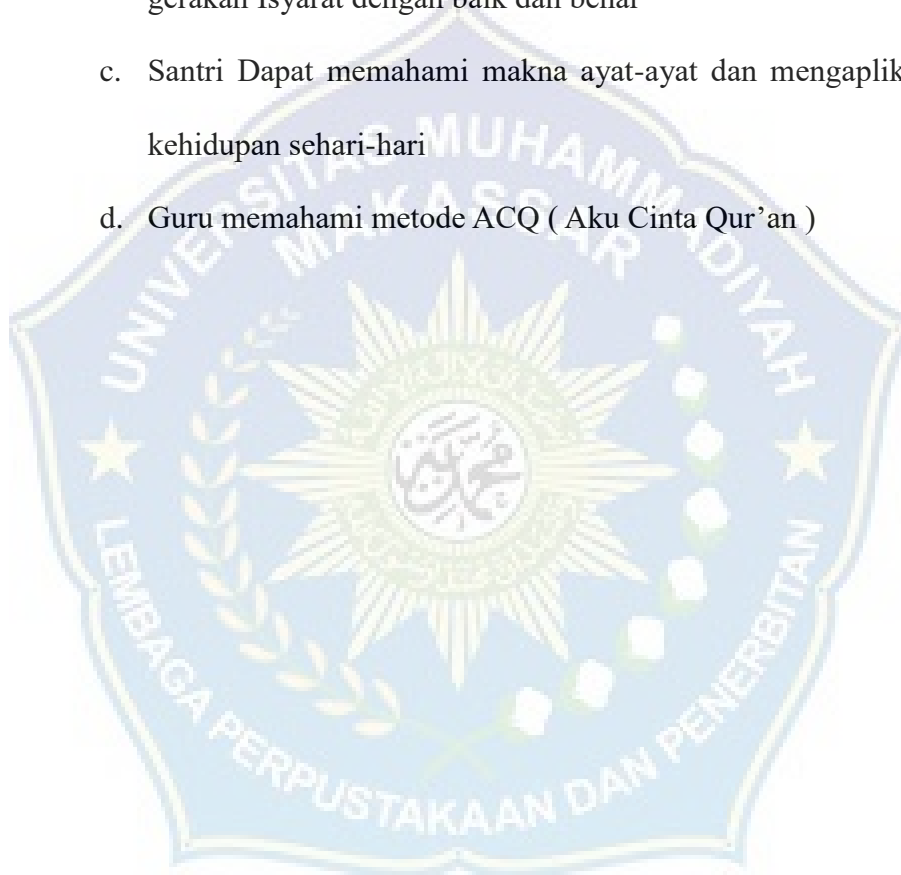 gerakan Isyarat dengan baik dan benar
c. Santri Dapat memahami makna ayat-ayat dan mengaplik
kehidupan sehari-hari
d. Guru memahami metode ACQ ( Aku Cinta Qur’an )
UNIVERSITAS MUHAMMADIYAH
MAKASSAR
LEMBAGA PERPUSTAKAAN DAN PENERBITAN